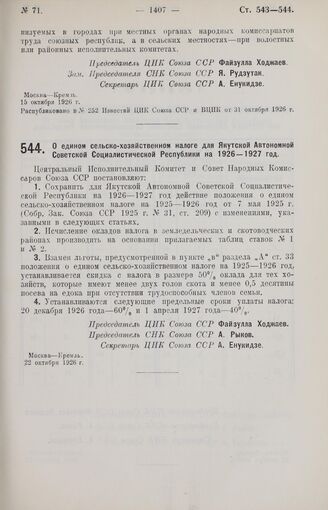 № 71. — 1407 — Ст. 543—544.
низуемых в городах при местных органах народных комиссариатов
труда союзных республик, а в сельских местностях—при волостных
или районных исполнительных комитетах.
Председатель ЦИК Союза ССР Файзулла Ходжаев.
Зам. Председателя СНК Союза ССР Я. Рудзутак.
Секретарь ЦИК Союза ССР А. Енукидзе.
Москва—Кремль.
15 октября 1926 г.
Распубликовано в № 252 Известий ЦИК Союза ССР и ВЦИК от 31 октября 1926 г.
544. О едином сельско-хозяйственном налоге для Якутской Автономной
Советской Социалистической Республики на 1926—1927 год.
Центральный Исполнительный Комитет и Совет Народных Комис-
саров Союза ССР постановляют:
1. Сохранить для Якутской Автономной Советской Социалистиче-
ской Республики на 1926—1927 год действие положения о едином
сельско-хозяйственном налоге на 1925—1926 год от 7 мая 1925 г.
(Собр. Зак. Союза ССР 1925 г. № 31, ст. 209) с изменениями, ука-
занными в следующих статьях.
2. Исчисление окладов налога в земледельческих и скотоводческих
районах производить на основании прилагаемых таблиц ставок № 1
и № 2.
3. Взамен льготы, предусмотренной в пункте „в" раздела „А" ст. 33
положения о едином сельско-хозяйственном налоге на 1925—1926 год,
устанавливается скидка с налога в размере 50% оклада для тех хо-
зяйств, которые имеют менее двух голов скота и менее 0,5 десятины
посева на едока при отсутствии трудоспособных членов семьи.
4. Устанавливаются следующие предельные сроки уплаты налога:
20 декабря 1926 года—60% и 1 апреля 1927 года—40%.
Председатель ЦИК Союза ССР Файзулла Ходжаев.
Председатель СНК Союза ССР А. Рыков.
Секретарь ЦИК Союза ССР А. Енукидзе.
Москва—Кремль.
22 октября 1926 г.